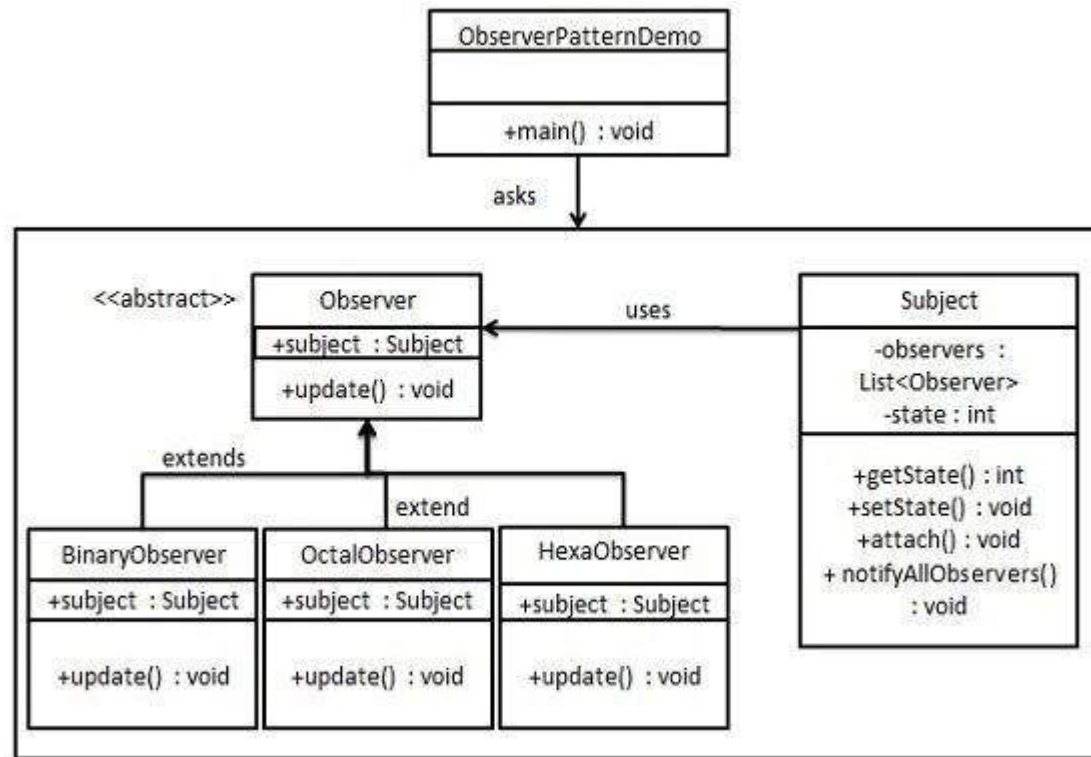 ObserverPatternDemo
+main() : void
asks
<<abstract>>
Observer
+subject : Subject
+update() : void
uses
Subject
-observers :
List<Observer>
-state : int
+getState() : int
+setState() : void
+attach() : void
+ notifyAllObservers()
: void
extends
extend
BinaryObserver
+subject : Subject
+update() : void
OctalObserver
+subject : Subject
+update() : void
HexaObserver
+subject : Subject
+update() : void